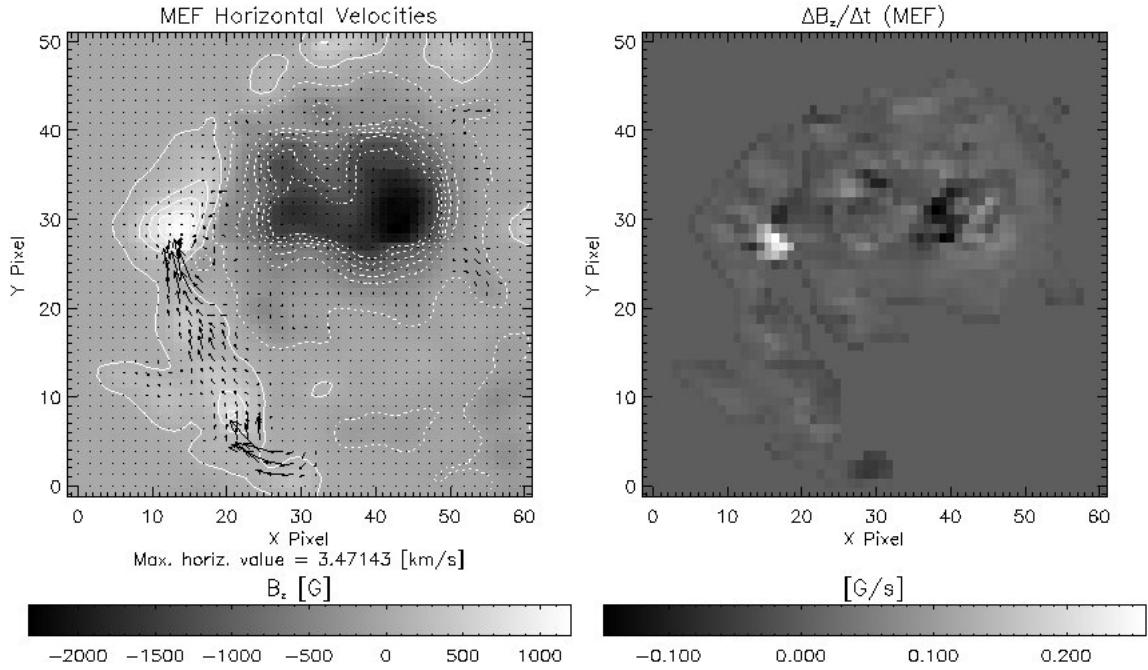 MEF Horizontal Velocities
50
40
30
20
10
0
Y Pixel
0 10 20 30 40 50 60
X Pixel
Max. horiz. value = 3.47143 [km/s]
B_z [G]
−2000 −1500 −1000 −500 0 500 1000
ΔB_z/Δt (MEF)
50
40
30
20
10
0
Y Pixel
0 10 20 30 40 50 60
X Pixel
[G/s]
−0.100 0.000 0.100 0.200